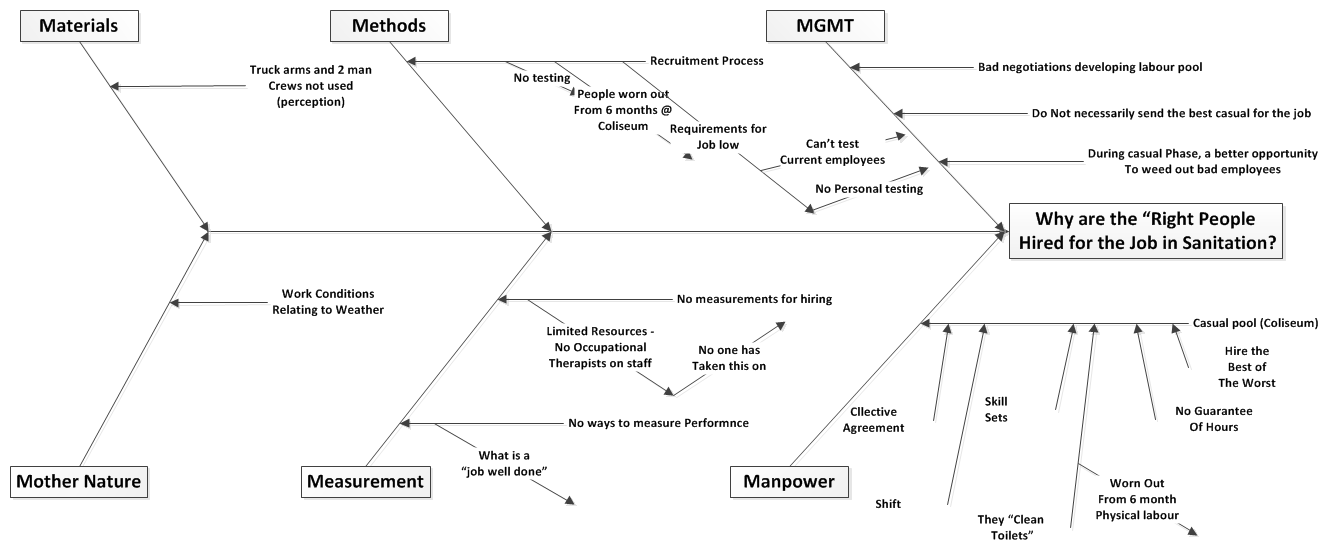 Materials
Methods
MGMT
Truck arms and 2 man
Crews not used
(perception)
Recruitment Process
No testing
People worn out
From 6 months @
Coliseum
Requirements for
Job low
Can’t test
Current employees
No Personal testing
Bad negotiations developing labour pool
Do Not necessarily send the best casual for the job
During casual Phase, a better opportunity
To weed out bad employees
Why are the “Right People
Hired for the Job in Sanitation?
Work Conditions
Relating to Weather
No measurements for hiring
Limited Resources -
No Occupational
Therapists on staff
No one has
Taken this on
No ways to measure Performnce
What is a
“job well done”
Casual pool (Coliseum)
Hire the
Best of
The Worst
No Guarantee
Of Hours
Skill
Sets
Cllective
Agreement
Shift
They “Clean
Toilets”
Worn Out
From 6 month
Physical labour
Mother Nature
Measurement
Manpower